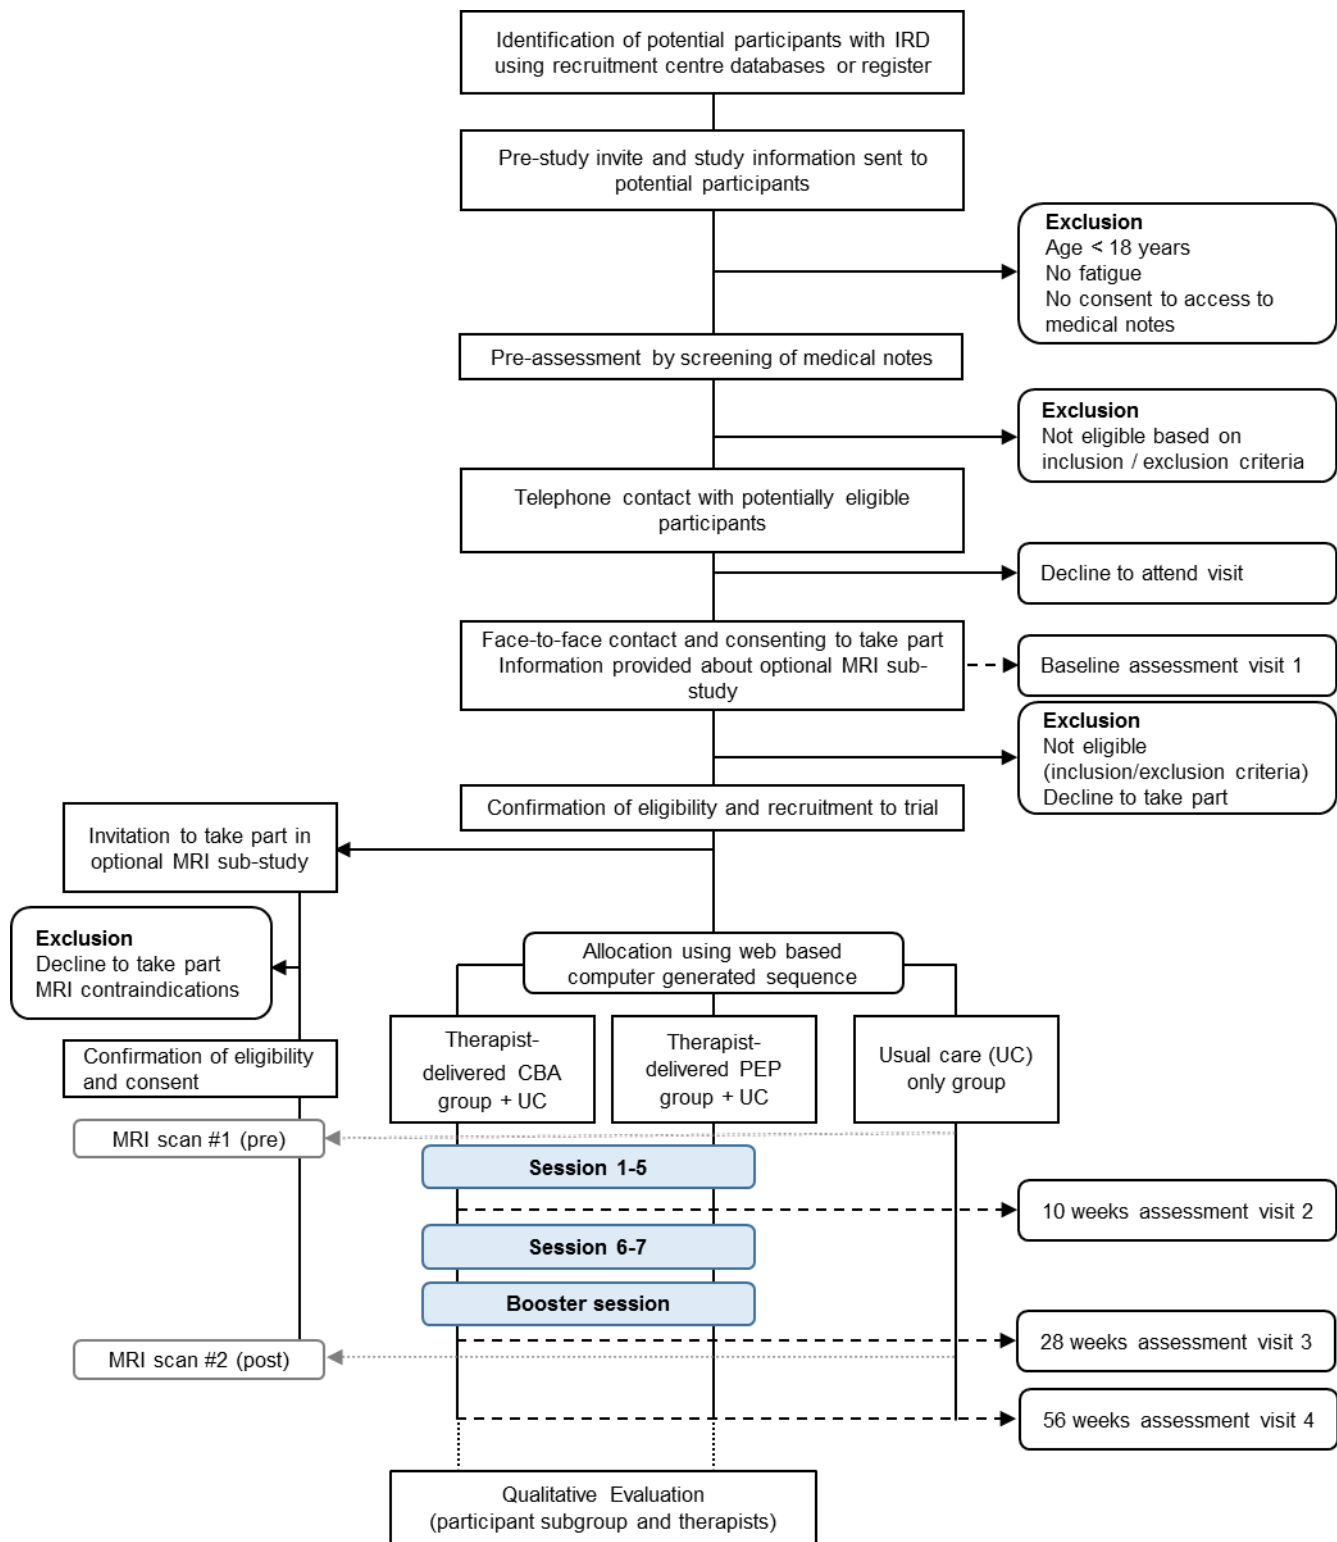 Identification of potential participants with IRD
using recruitment centre databases or register
Pre-study invite and study information sent to
potential participants
Exclusion
Age < 18 years
No fatigue
No consent to access to
medical notes
Pre-assessment by screening of medical notes
Exclusion
Not eligible based on
inclusion / exclusion criteria
Telephone contact with potentially eligible
participants
Decline to attend visit
Face-to-face contact and consenting to take part
Information provided about optional MRI sub-
study
Baseline assessment visit 1
Exclusion
Not eligible
(inclusion/exclusion criteria)
Decline to take part
Confirmation of eligibility and recruitment to trial
Invitation to take part in
optional MRI sub-study
Exclusion
Decline to take part
MRI contraindications
Allocation using web based
computer generated sequence
Confirmation of eligibility
and consent
Therapist-
delivered CBA
group + UC
Therapist-
delivered PEP
group + UC
Usual care (UC)
only group
MRI scan #1 (pre)
Session 1-5
10 weeks assessment visit 2
Session 6-7
Booster session
28 weeks assessment visit 3
MRI scan #2 (post)
56 weeks assessment visit 4
Qualitative Evaluation
(participant subgroup and therapists)